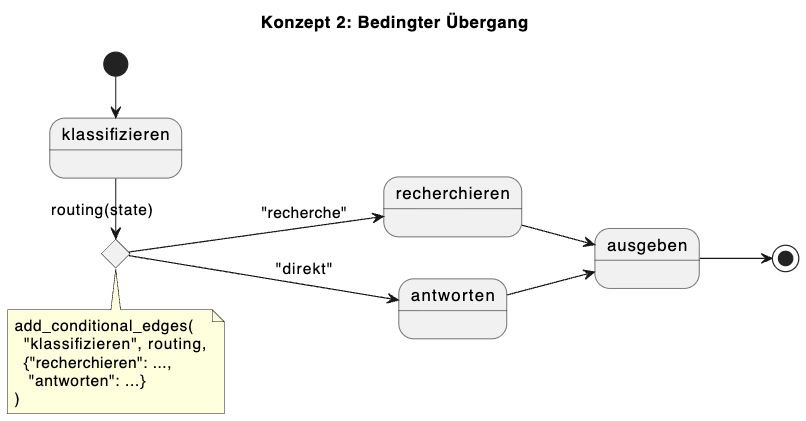 Konzept 2: Bedingter Übergang
klassifizieren
routing(state)
"recherche"
recherchieren
"direkt"
antworten
ausgeben
add_conditional_edges(
"klassifizieren", routing,
{"recherchieren": ...,
"antworten": ...}
)